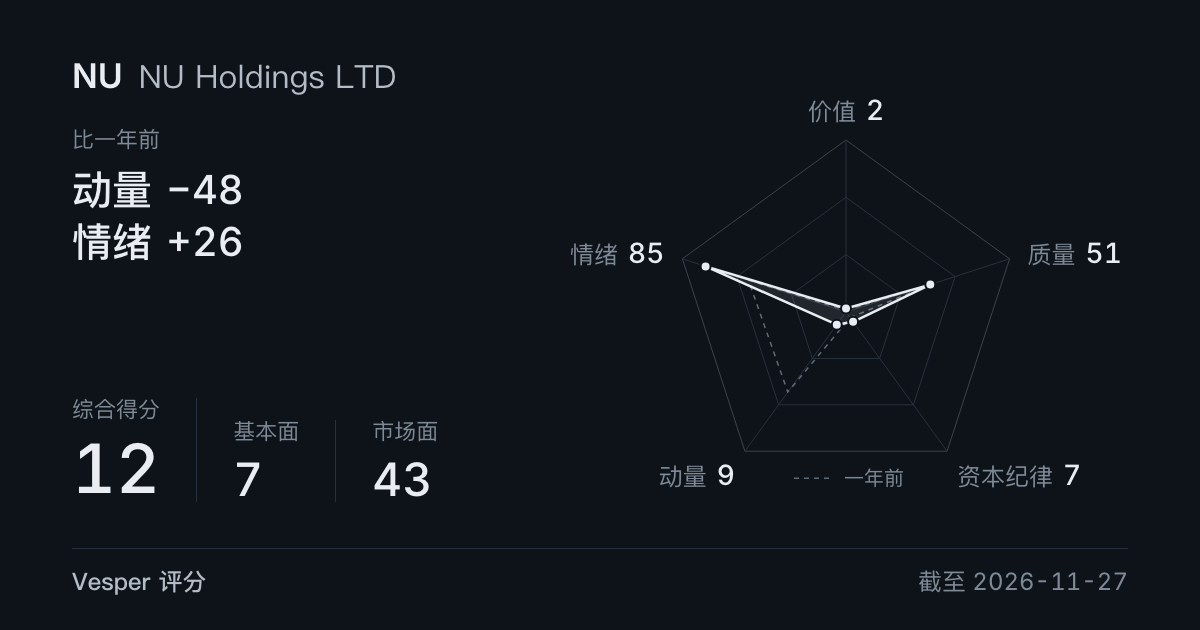 NU NU Holdings LTD
比一年前
动量 −48
情绪 +26
价值 2
情绪 85
质量 51
动量 9
一年前
资本纪律 7
综合得分
12
基本面
7
市场面
43
Vesper 评分
截至 2026-11-27